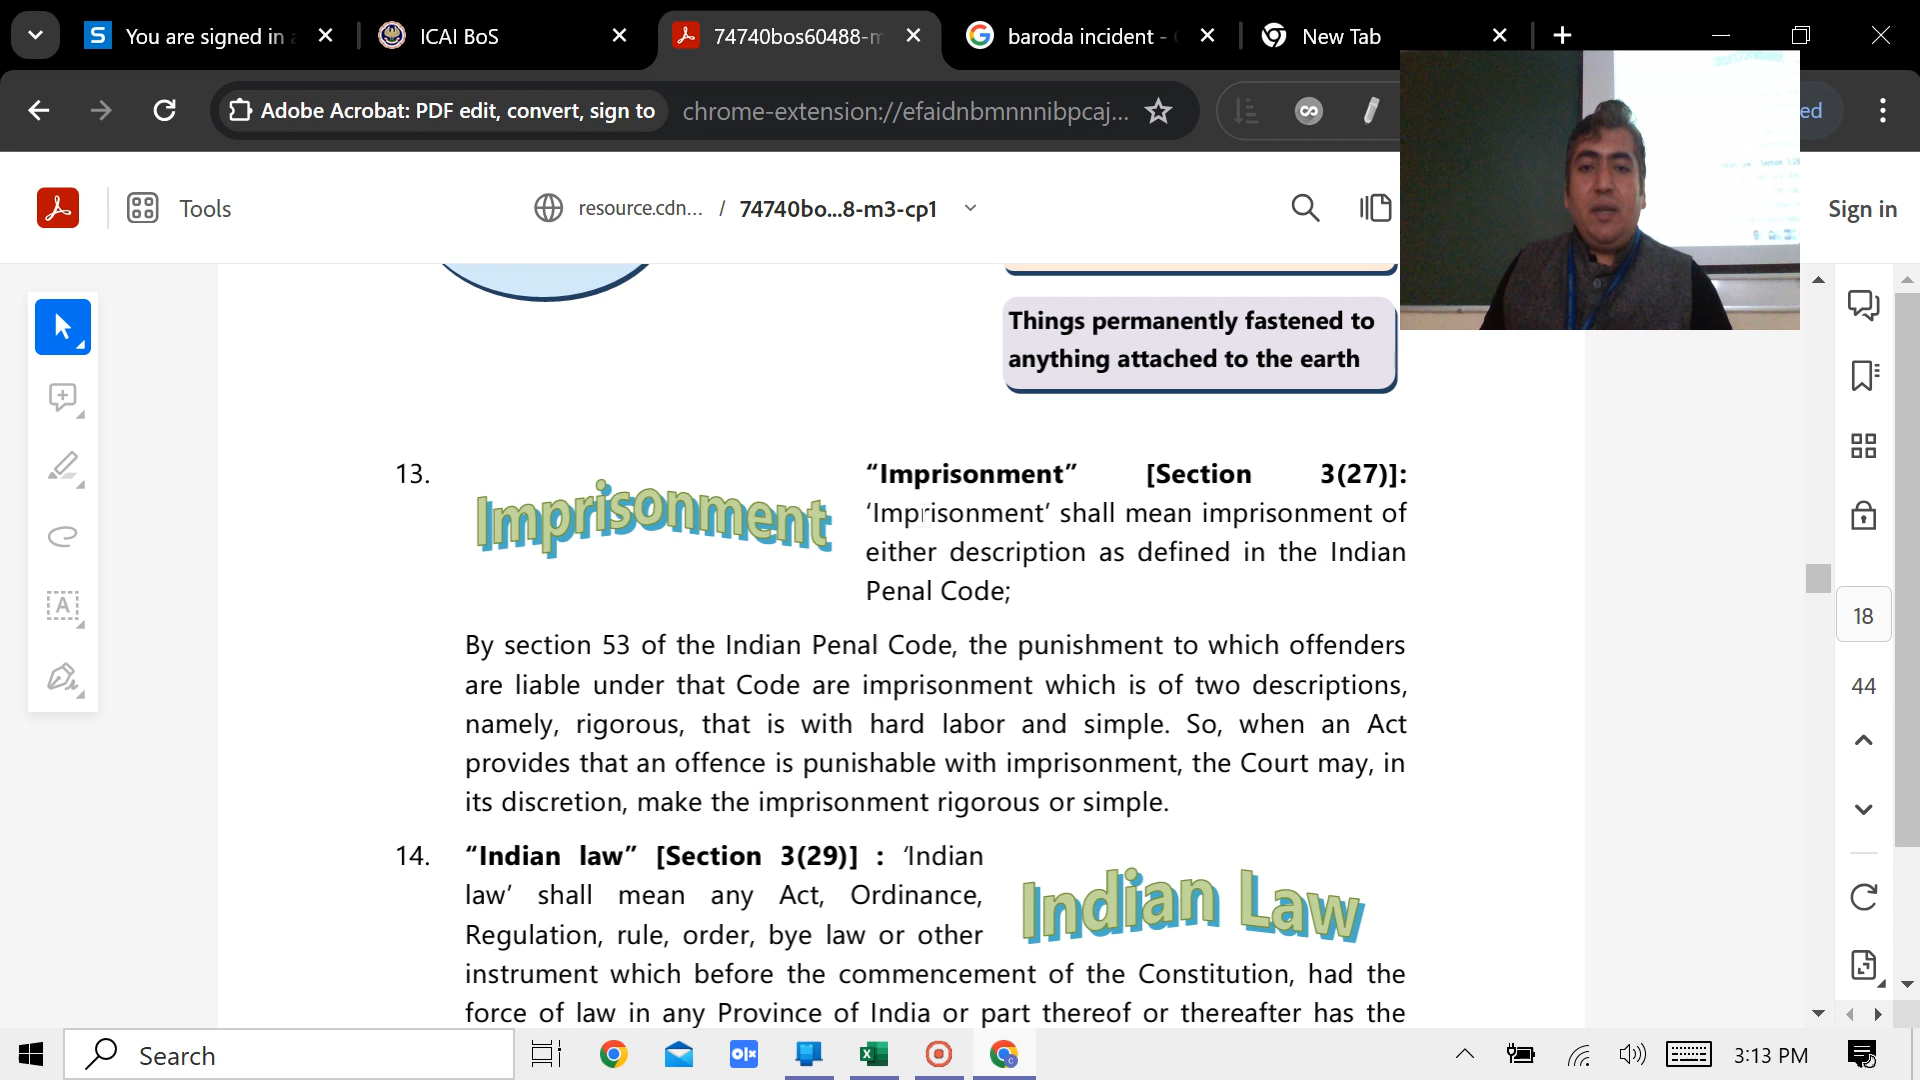 You are signed in
ICAI BoS
74740bos60488-m
baroda incident -
New Tab
Adobe Acrobat: PDF edit, convert, sign to
chrome-extension://efaidnbmnnnibpcaj...
ed
Tools
resource.cdn... / 74740bo...8-m3-cp1
Sign in
Things permanently fastened to
anything attached to the earth
13.
Imprisonment
“Imprisonment” [Section 3(27)]:
‘Imprisonment’ shall mean imprisonment of
either description as defined in the Indian
Penal Code;
By section 53 of the Indian Penal Code, the punishment to which offenders
are liable under that Code are imprisonment which is of two descriptions,
namely, rigorous, that is with hard labor and simple. So, when an Act
provides that an offence is punishable with imprisonment, the Court may, in
its discretion, make the imprisonment rigorous or simple.
14. “Indian law” [Section 3(29)] : ‘Indian
law’ shall mean any Act, Ordinance,
Regulation, rule, order, bye law or other
Indian Law
instrument which before the commencement of the Constitution, had the
force of law in any Province of India or part thereof or thereafter has the
18
44
Search
3:13 PM